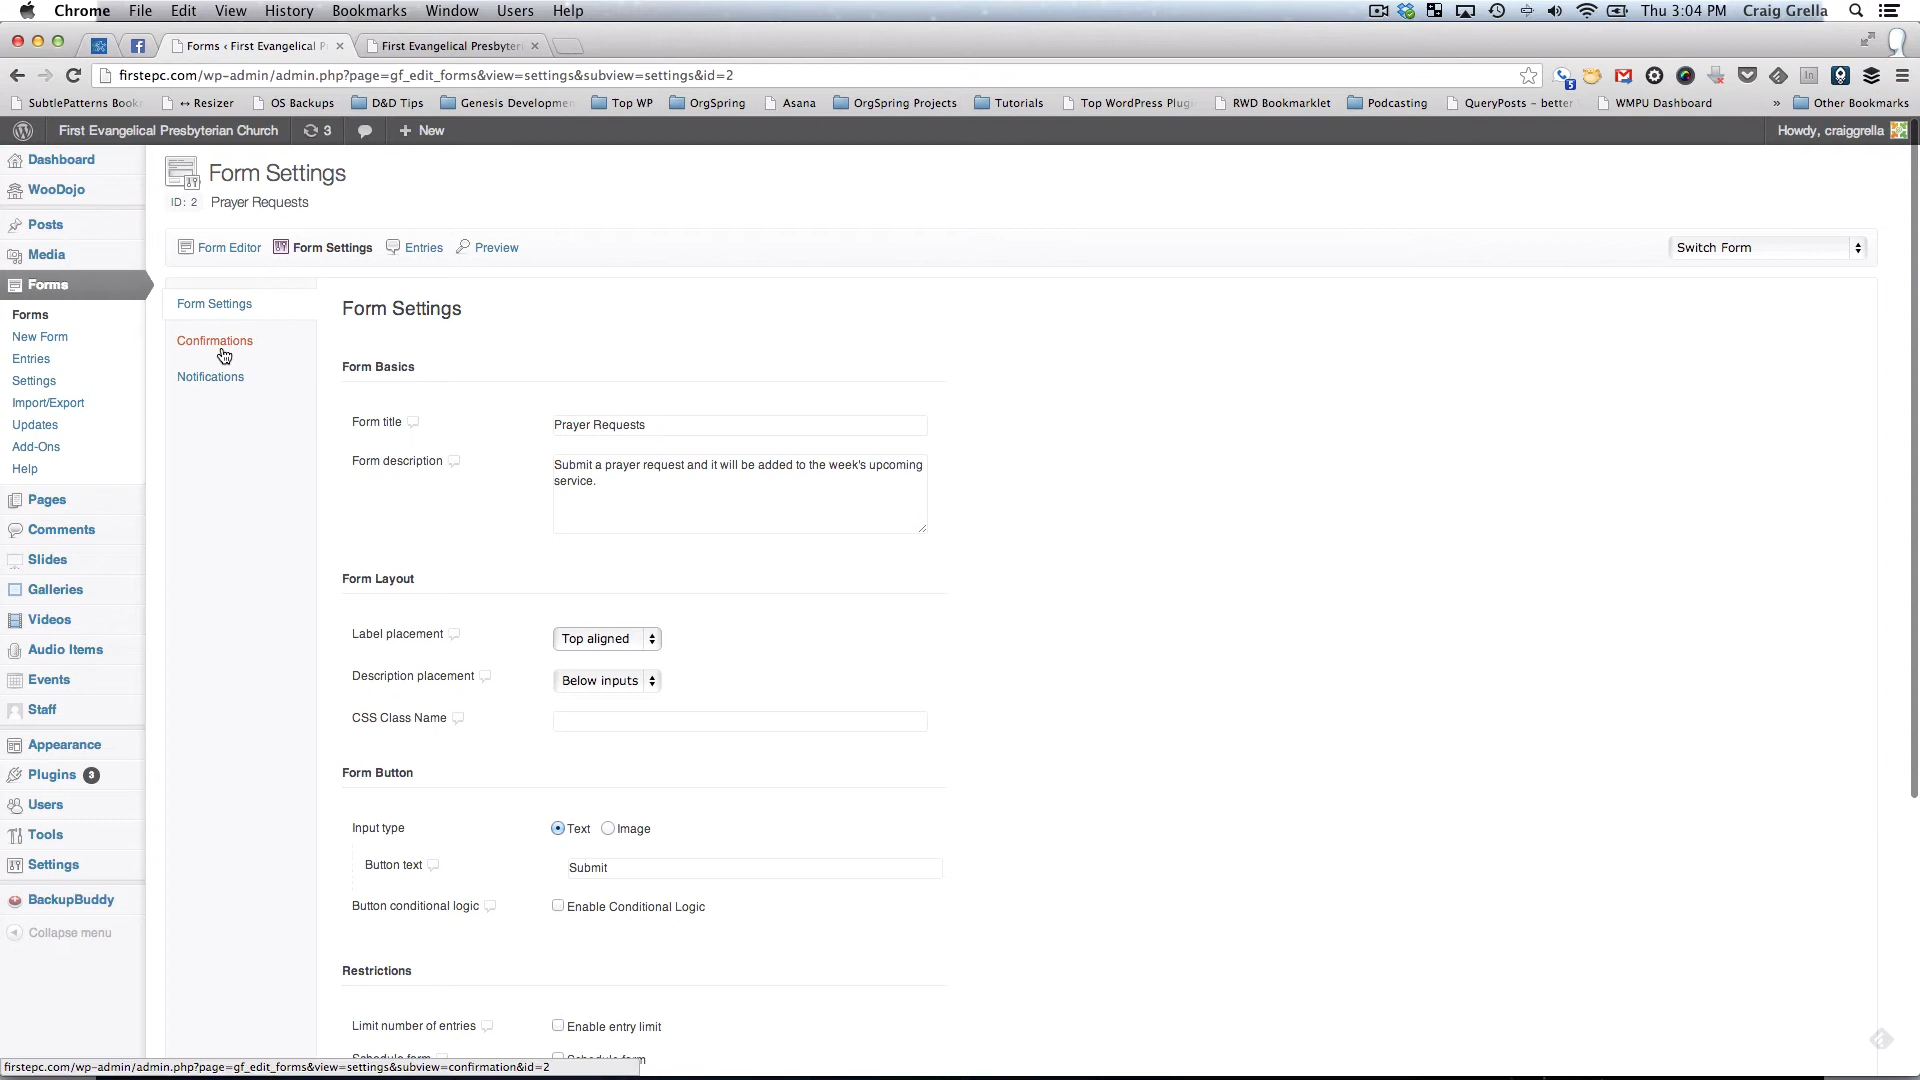 Chrome File Edit View History Bookmarks Window Users Help Thu 3:04 PM Craig Grella
Forms ‹ First Evangelical P
First Evangelical Presbyter
firstepc.com/wp-admin/admin.php?page=gf_edit_forms&view=settings&subview=settings&id=2
5
SubtlePatterns Book ↔ Resizer OS Backups D&D Tips Genesis Developmen Top WP OrgSpring Asana OrgSpring Projects Tutorials Top WordPress Plugi RWD Bookmarklet Podcasting QueryPosts – better WMPU Dashboard » Other Bookmarks
First Evangelical Presbyterian Church 3 + New Howdy, craiggrella
Dashboard
WooDojo
Posts
Media
Forms
Forms
New Form
Entries
Settings
Import/Export
Updates
Add-Ons
Help
Pages
Comments
Slides
Galleries
Videos
Audio Items
Events
Staff
Appearance
Plugins 3
Users
Tools
Settings
BackupBuddy
Collapse menu
Form Settings
ID: 2 Prayer Requests
Form Editor Form Settings Entries Preview Switch Form
Form Settings
Confirmations
Notifications
Form Settings
Form Basics
Form title Prayer Requests
Form description Submit a prayer request and it will be added to the week's upcoming
service.
Form Layout
Label placement Top aligned
Description placement Below inputs
CSS Class Name
Form Button
Input type Text Image
Button text Submit
Button conditional logic Enable Conditional Logic
Restrictions
Limit number of entries Enable entry limit
Schedule form Schedule form
firstepc.com/wp-admin/admin.php?page=gf_edit_forms&view=settings&subview=confirmation&id=2